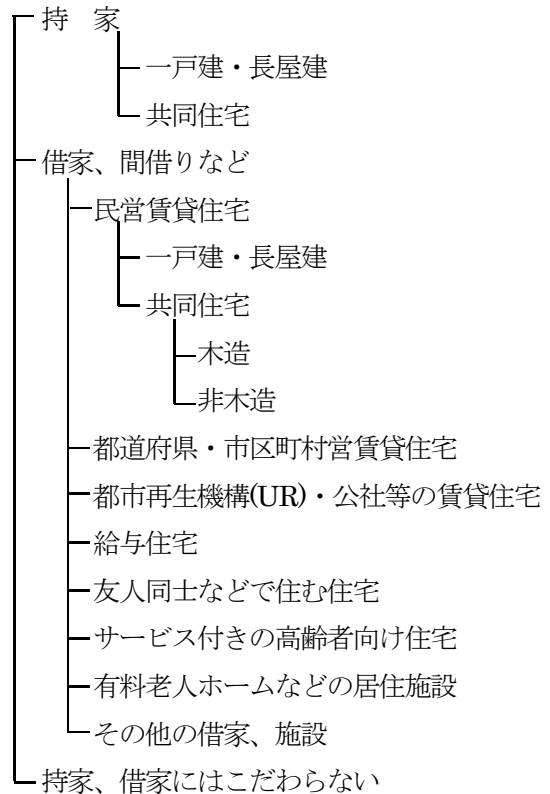 持 家
一戸建・長屋建
共同住宅
借家、間借りなど
民営賃貸住宅
一戸建・長屋建
共同住宅
木造
非木造
都道府県・市区町村営賃貸住宅
都市再生機構(UR)・公社等の賃貸住宅
給与住宅
友人同士などで住む住宅
サービス付きの高齢者向け住宅
有料老人ホームなどの居住施設
その他の借家、施設
持家、借家にはこだわらない